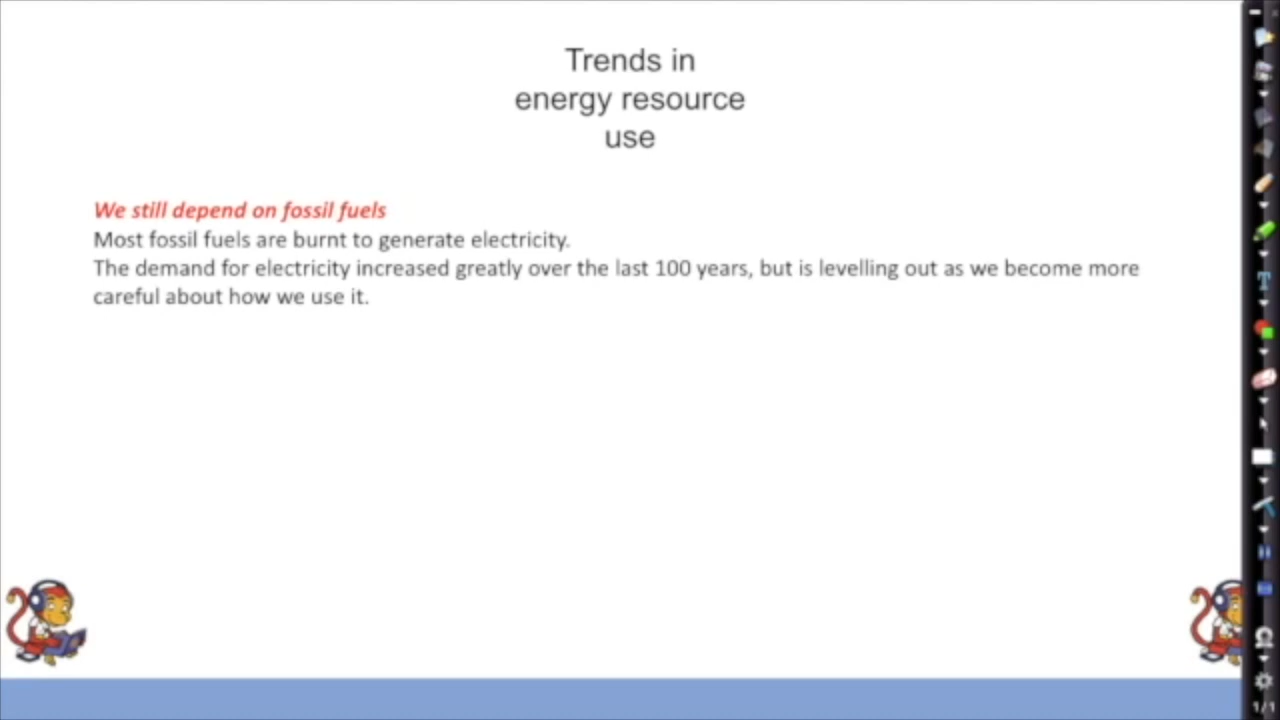 Trends in
energy resource
use
We still depend on fossil fuels
Most fossil fuels are burnt to generate electricity.
The demand for electricity increased greatly over the last 100 years, but is levelling out as we become more
careful about how we use it.
1/1